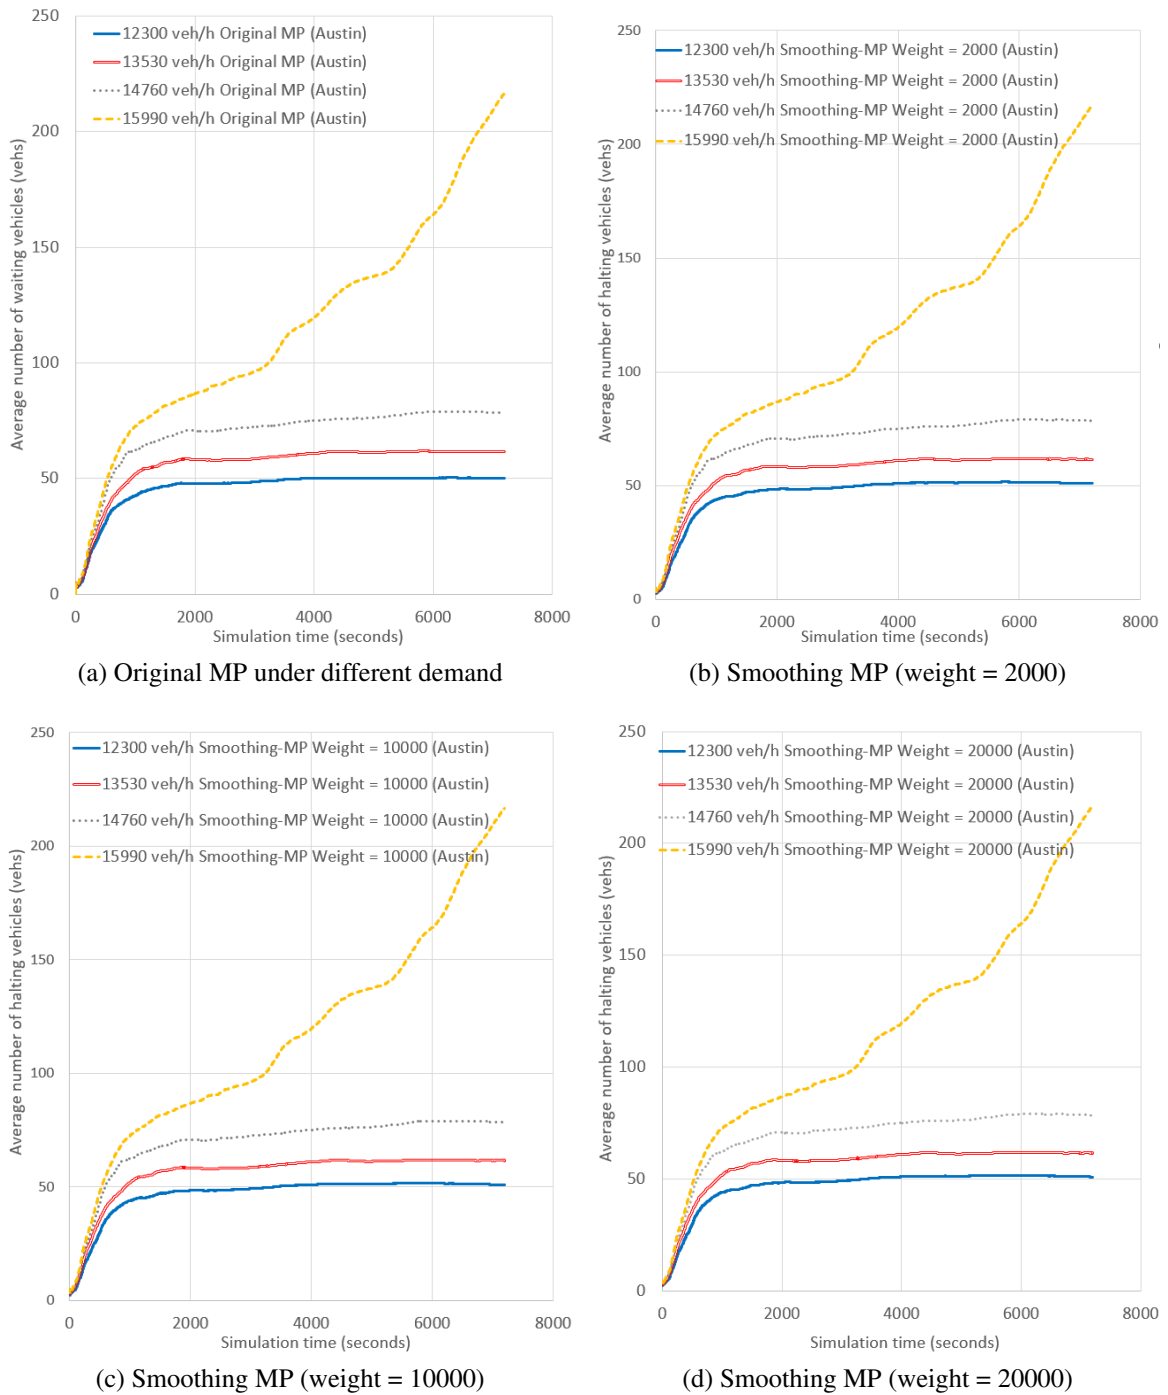 250
200
150
100
50
0
Average number of waiting vehicles (vehs)
12300 veh/h Original MP (Austin)
13530 veh/h Original MP (Austin)
14760 veh/h Original MP (Austin)
15990 veh/h Original MP (Austin)
0 2000 4000 6000 8000
Simulation time (seconds)
(a) Original MP under different demand
250
200
150
100
50
0
Average number of halting vehicles (vehs)
12300 veh/h Smoothing-MP Weight = 2000 (Austin)
13530 veh/h Smoothing-MP Weight = 2000 (Austin)
14760 veh/h Smoothing-MP Weight = 2000 (Austin)
15990 veh/h Smoothing-MP Weight = 2000 (Austin)
0 2000 4000 6000 8000
Simulation time (seconds)
(b) Smoothing MP (weight = 2000)
250
200
150
100
50
0
Average number of halting vehicles (vehs)
12300 veh/h Smoothing-MP Weight = 10000 (Austin)
13530 veh/h Smoothing-MP Weight = 10000 (Austin)
14760 veh/h Smoothing-MP Weight = 10000 (Austin)
15990 veh/h Smoothing-MP Weight = 10000 (Austin)
0 2000 4000 6000 8000
Simulation time (seconds)
(c) Smoothing MP (weight = 10000)
250
200
150
100
50
0
Average number of halting vehicles (vehs)
12300 veh/h Smoothing-MP Weight = 20000 (Austin)
13530 veh/h Smoothing-MP Weight = 20000 (Austin)
14760 veh/h Smoothing-MP Weight = 20000 (Austin)
15990 veh/h Smoothing-MP Weight = 20000 (Austin)
0 2000 4000 6000 8000
Simulation time (seconds)
(d) Smoothing MP (weight = 20000)